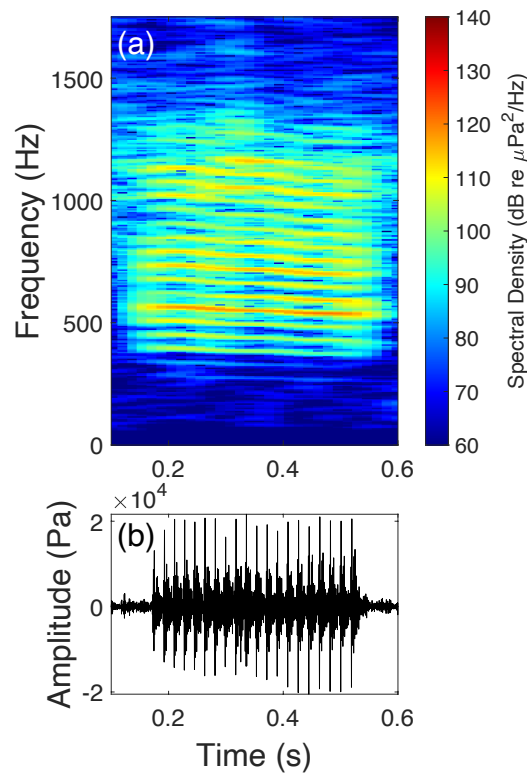 (a)
1500
1000
500
0
Frequency (Hz)
0.2 0.4 0.6
140
130
120
110
100
90
80
70
60
Spectral Density (dB re μPa²/Hz)
×10⁴
(b)
2
0
-2
Amplitude (Pa)
0.2 0.4 0.6
Time (s)